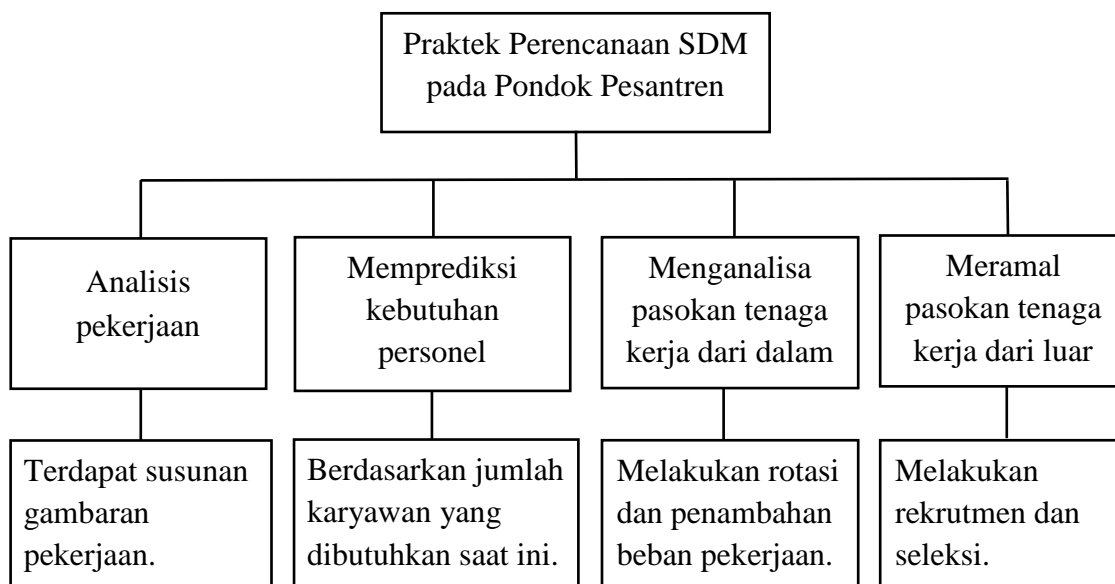 Praktek Perencanaan SDM
pada Pondok Pesantren
Analisis
pekerjaan
Memprediksi
kebutuhan
personel
Menganalisa
pasokan tenaga
kerja dari dalam
Meramal
pasokan tenaga
kerja dari luar
Terdapat susunan
gambaran
pekerjaan.
Berdasarkan jumlah
karyawan yang
dibutuhkan saat ini.
Melakukan rotasi
dan penambahan
beban pekerjaan.
Melakukan
rekrutmen dan
seleksi.